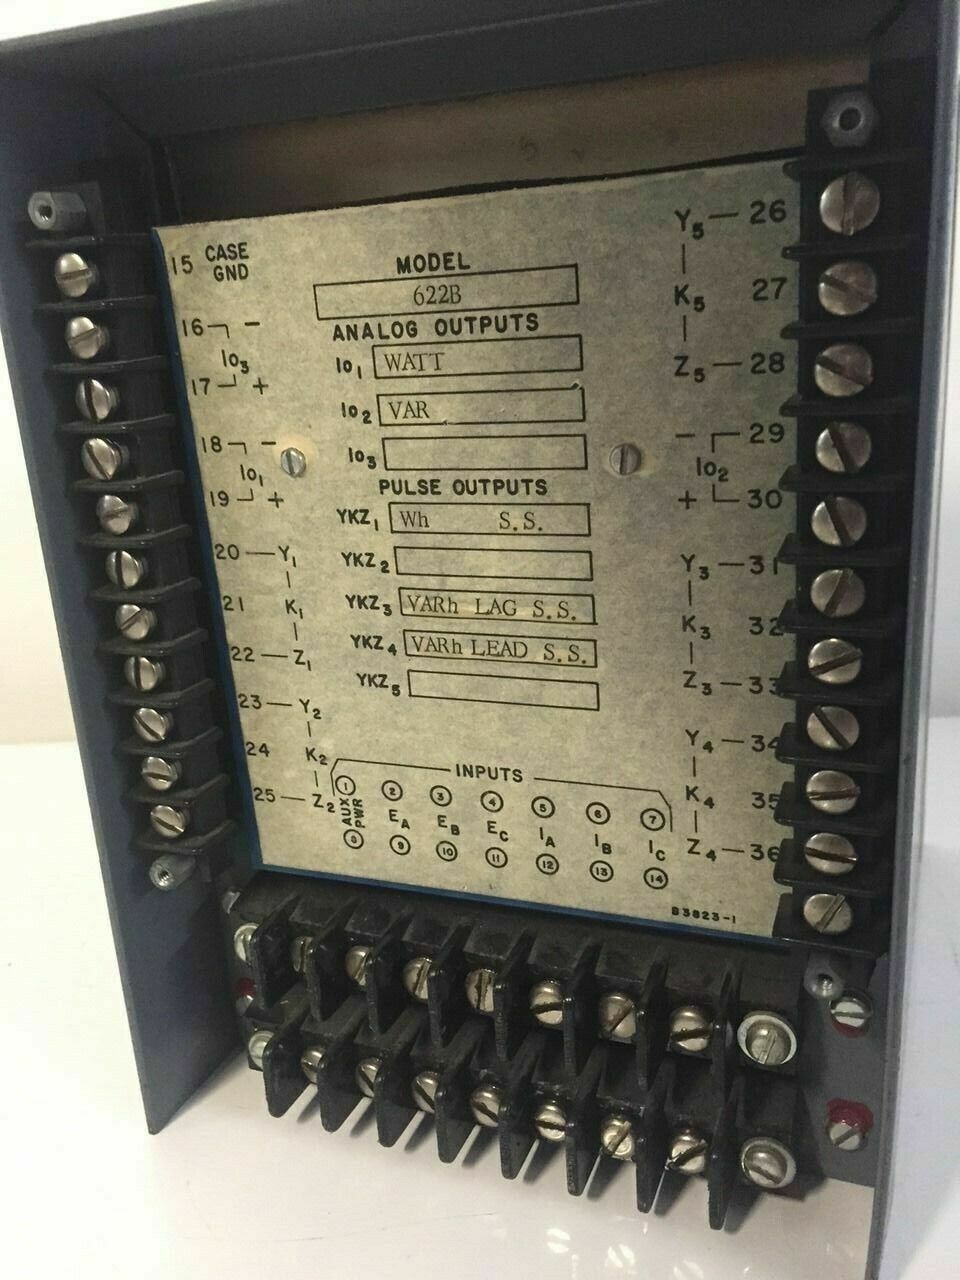 15 CASE GND
16 –
Io3
17 +
18 –
Io1
19 +
20 — Y1
21 K1
22 — Z1
23 — Y2
24 K2
25 — Z2
MODEL
622B
ANALOG OUTPUTS
Io1 WATT
Io2 VAR
Io3
PULSE OUTPUTS
YKZ1 Wh S.S.
YKZ2
YKZ3 VARh LAG S.S.
YKZ4 VARh LEAD S.S.
YKZ5
INPUTS
1 2 3 4 5 6 7
AUX PWR EA EB EC IA IB IC
8 9 10 11 12 13 14
Y5 — 26
K5 27
Z5 — 28
– 29
Io2
+ 30
Y3 — 31
K3 32
Z3 — 33
Y4 — 34
K4 35
Z4 — 36
B3823-1